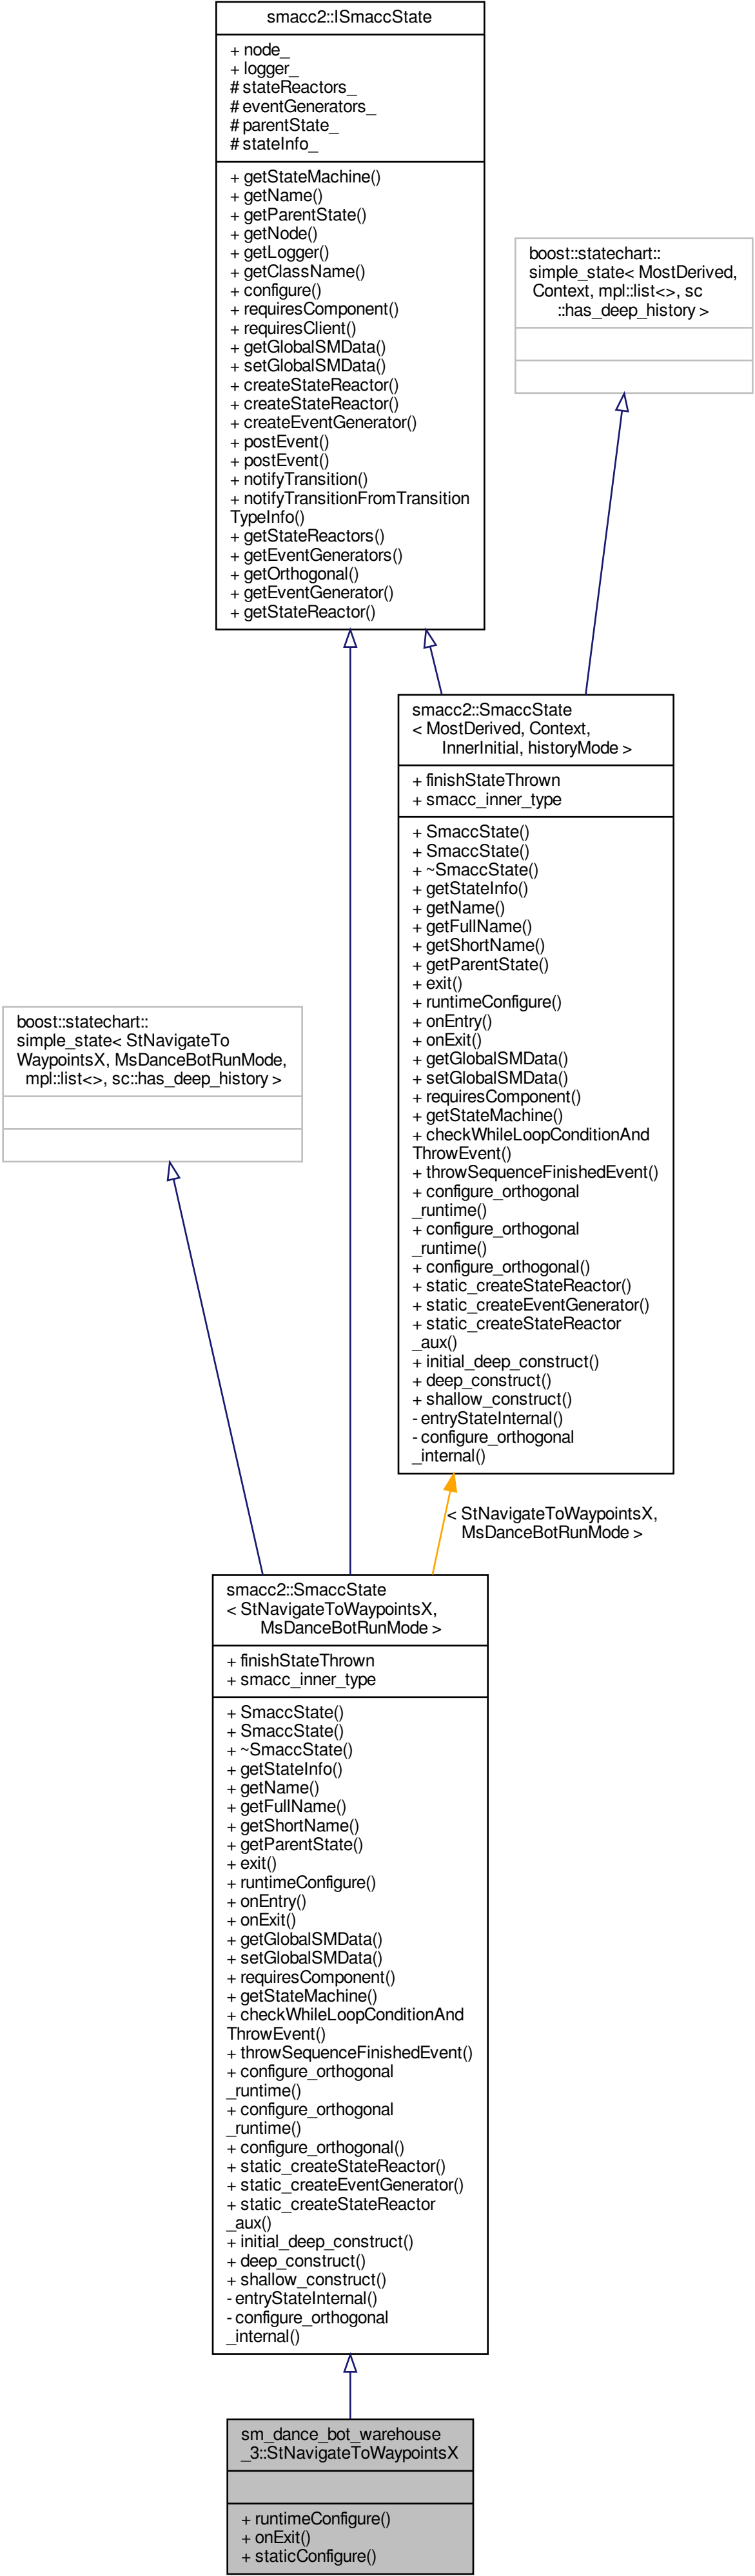 smacc2::ISmaccState
+ node_
+ logger_
# stateReactors_
# eventGenerators_
# parentState_
# stateInfo_
+ getStateMachine()
+ getName()
+ getParentState()
+ getNode()
+ getLogger()
+ getClassName()
+ configure()
+ requiresComponent()
+ requiresClient()
+ getGlobalSMData()
+ setGlobalSMData()
+ createStateReactor()
+ createStateReactor()
+ createEventGenerator()
+ postEvent()
+ postEvent()
+ notifyTransition()
+ notifyTransitionFromTransition
TypeInfo()
+ getStateReactors()
+ getEventGenerators()
+ getOrthogonal()
+ getEventGenerator()
+ getStateReactor()
boost::statechart::
simple_state< MostDerived,
Context, mpl::list<>, sc
::has_deep_history >
smacc2::SmaccState
< MostDerived, Context,
InnerInitial, historyMode >
+ finishStateThrown
+ smacc_inner_type
+ SmaccState()
+ SmaccState()
+ ~SmaccState()
+ getStateInfo()
+ getName()
+ getFullName()
+ getShortName()
+ getParentState()
+ exit()
+ runtimeConfigure()
+ onEntry()
+ onExit()
+ getGlobalSMData()
+ setGlobalSMData()
+ requiresComponent()
+ getStateMachine()
+ checkWhileLoopConditionAnd
ThrowEvent()
+ throwSequenceFinishedEvent()
+ configure_orthogonal
_runtime()
+ configure_orthogonal
_runtime()
+ configure_orthogonal()
+ static_createStateReactor()
+ static_createEventGenerator()
+ static_createStateReactor
_aux()
+ initial_deep_construct()
+ deep_construct()
+ shallow_construct()
- entryStateInternal()
- configure_orthogonal
_internal()
boost::statechart::
simple_state< StNavigateTo
WaypointsX, MsDanceBotRunMode,
mpl::list<>, sc::has_deep_history >
< StNavigateToWaypointsX,
MsDanceBotRunMode >
smacc2::SmaccState
< StNavigateToWaypointsX,
MsDanceBotRunMode >
+ finishStateThrown
+ smacc_inner_type
+ SmaccState()
+ SmaccState()
+ ~SmaccState()
+ getStateInfo()
+ getName()
+ getFullName()
+ getShortName()
+ getParentState()
+ exit()
+ runtimeConfigure()
+ onEntry()
+ onExit()
+ getGlobalSMData()
+ setGlobalSMData()
+ requiresComponent()
+ getStateMachine()
+ checkWhileLoopConditionAnd
ThrowEvent()
+ throwSequenceFinishedEvent()
+ configure_orthogonal
_runtime()
+ configure_orthogonal
_runtime()
+ configure_orthogonal()
+ static_createStateReactor()
+ static_createEventGenerator()
+ static_createStateReactor
_aux()
+ initial_deep_construct()
+ deep_construct()
+ shallow_construct()
- entryStateInternal()
- configure_orthogonal
_internal()
sm_dance_bot_warehouse
_3::StNavigateToWaypointsX
+ runtimeConfigure()
+ onExit()
+ staticConfigure()